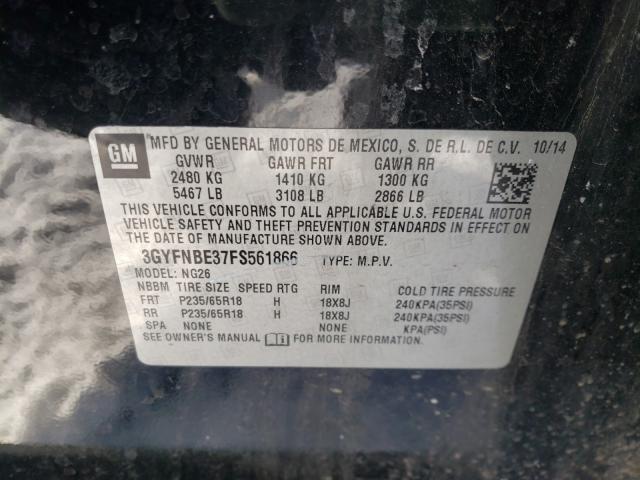 GM
MFD BY GENERAL MOTORS DE MEXICO, S. DE R.L. DE C.V. 10/14
GVWR GAWR FRT GAWR RR
2480 KG 1410 KG 1300 KG
5467 LB 3108 LB 2866 LB
THIS VEHICLE CONFORMS TO ALL APPLICABLE U.S. FEDERAL MOTOR
VEHICLE SAFETY AND THEFT PREVENTION STANDARDS IN EFFECT ON
THE DATE OF MANUFACTURE SHOWN ABOVE.
3GYFNBE37FS561866 TYPE: M.P.V.
MODEL: NG26
NBBM TIRE SIZE SPEED RTG RIM COLD TIRE PRESSURE
FRT P235/65R18 H 18X8J 240KPA(35PSI)
RR P235/65R18 H 18X8J 240KPA(35PSI)
SPA NONE NONE KPA(PSI)
SEE OWNER'S MANUAL FOR MORE INFORMATION.